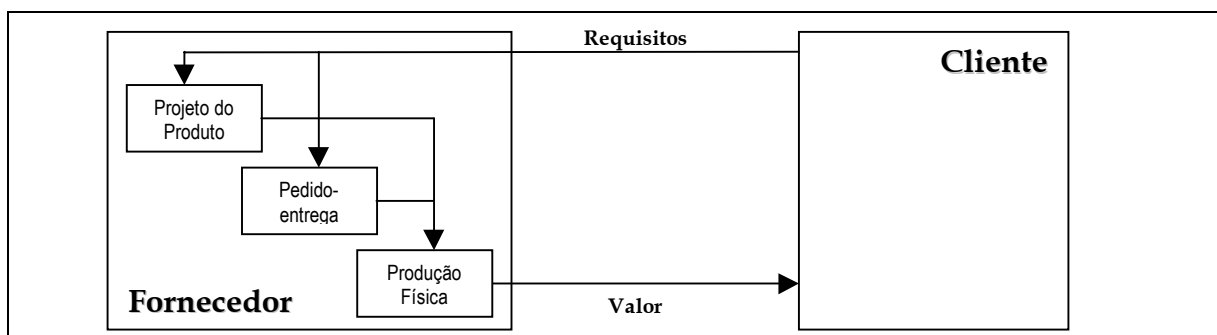 Requisitos
Cliente
Projeto do
Produto
Pedido-
entrega
Produção
Física
Fornecedor
Valor